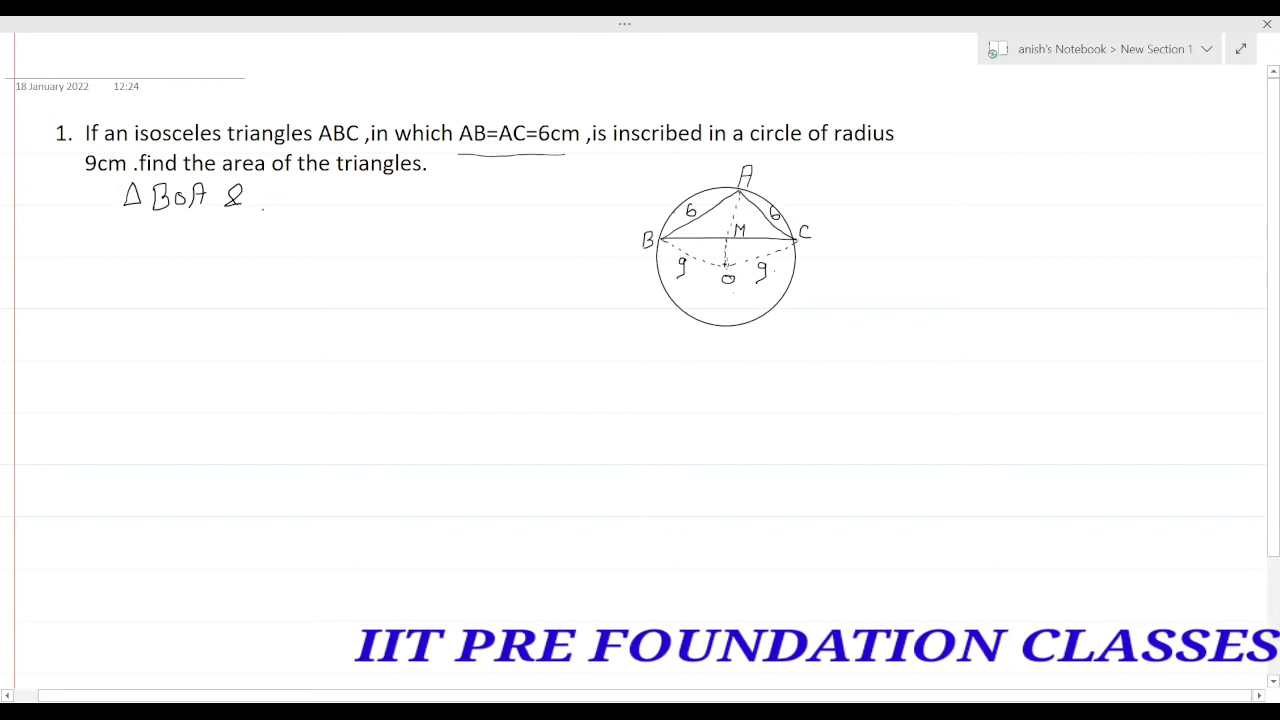 anish's Notebook > New Section 1
18 January 2022 12:24
1. If an isosceles triangles ABC ,in which AB=AC=6cm ,is inscribed in a circle of radius
9cm .find the area of the triangles.
Δ BOA &
A
6 6
B M C
9 O 9
IIT PRE FOUNDATION CLASSES